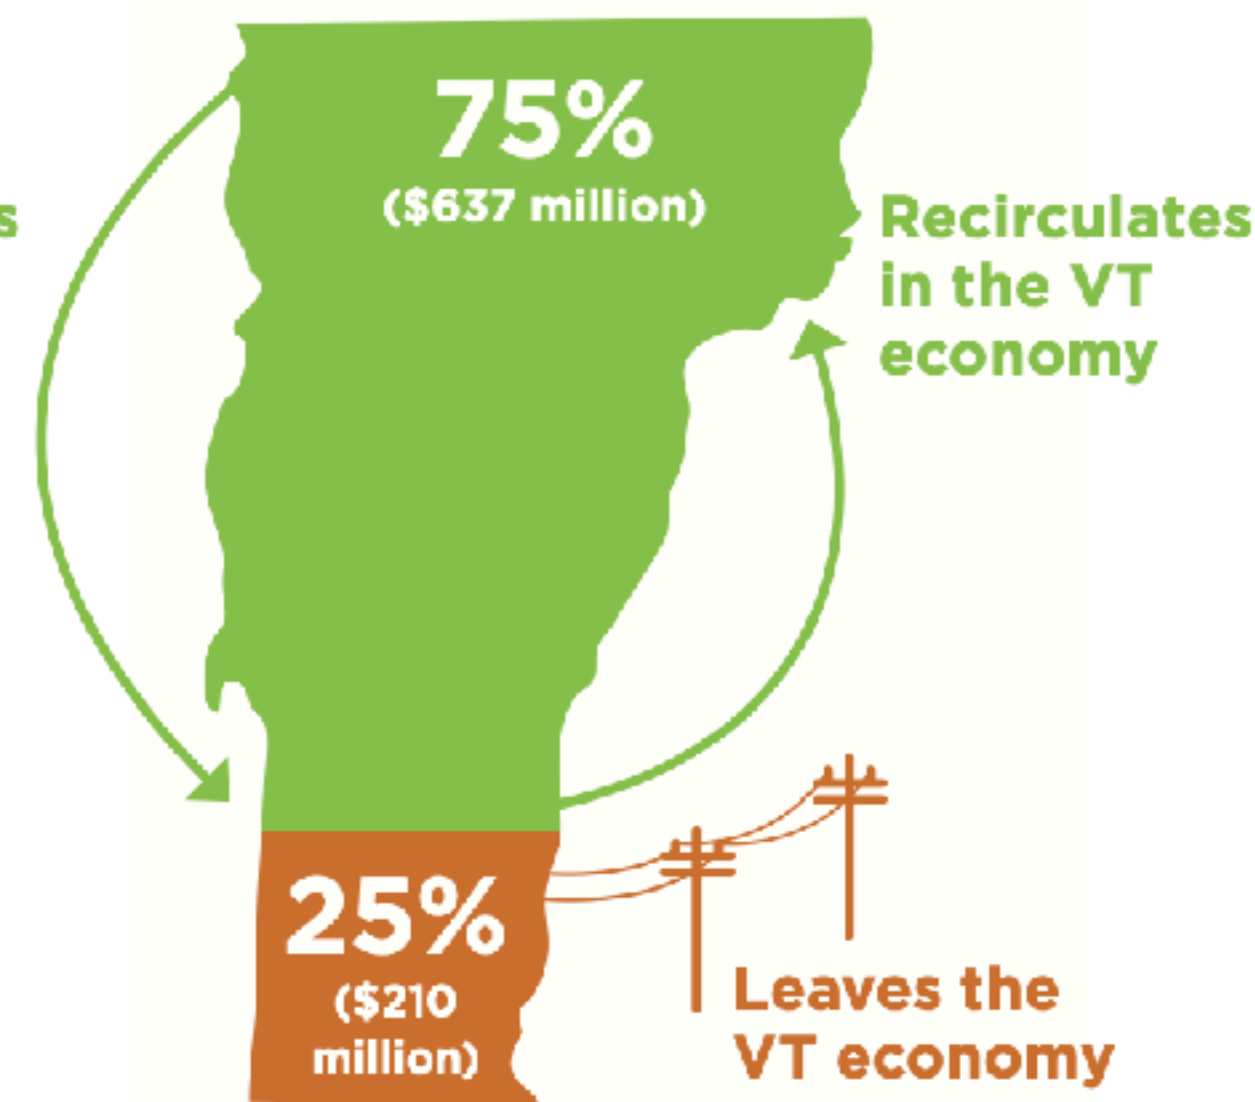 75%
($637 million)
Recirculates
in the VT
economy
25%
($210
million)
Leaves the
VT economy